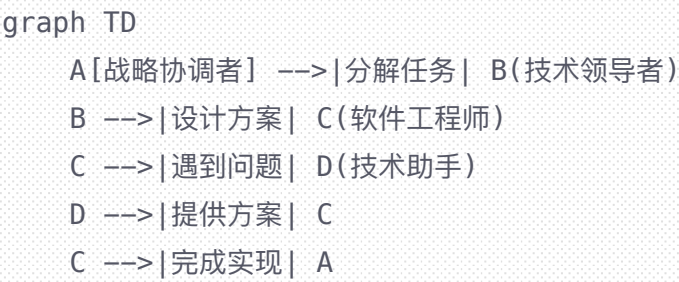 graph TD
    A[战略协调者] -->|分解任务| B(技术领导者)
    B -->|设计方案| C(软件工程师)
    C -->|遇到问题| D(技术助手)
    D -->|提供方案| C
    C -->|完成实现| A